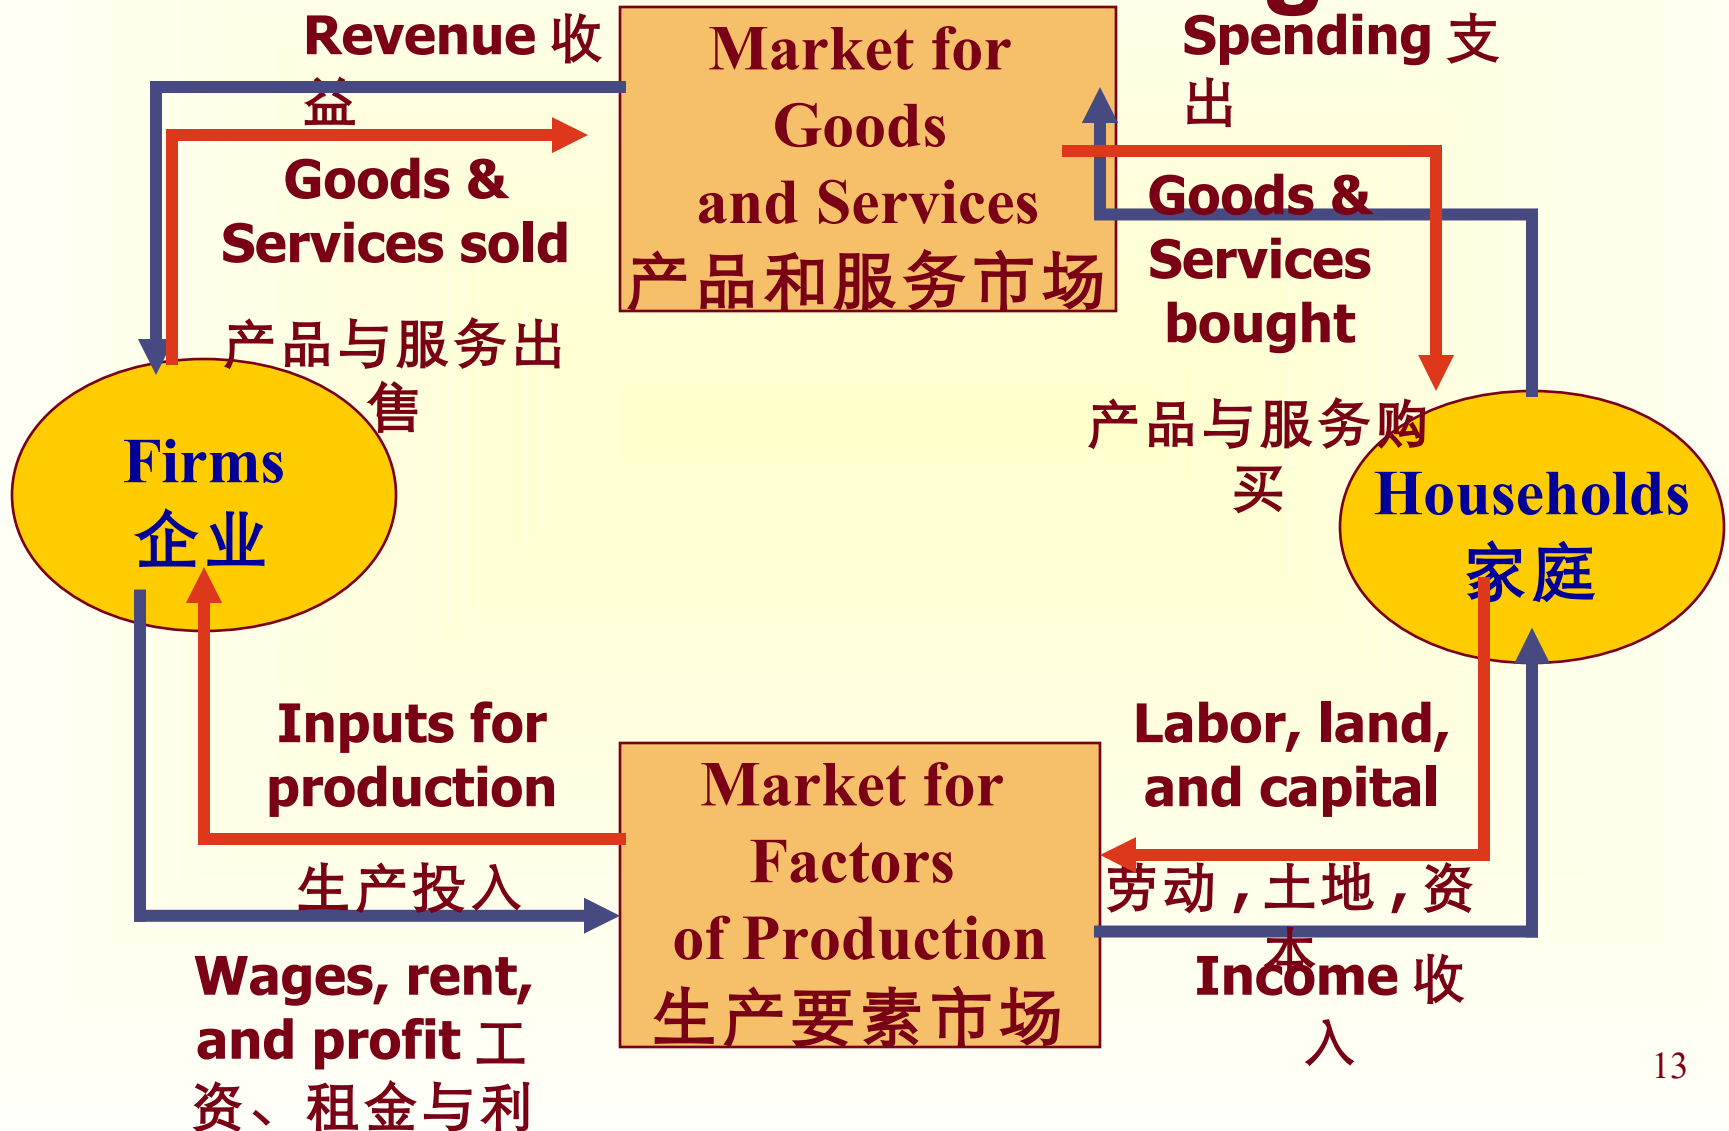 Revenue 收
益
Market for
Goods
and Services
产品和服务市场
Spending 支
出
Goods &
Services sold
产品与服务出
售
Goods &
Services
bought
产品与服务购
买
Firms
企业
Households
家庭
Inputs for
production
生产投入
Market for
Factors
of Production
生产要素市场
Labor, land,
and capital
劳动,土地,资
本
Wages, rent,
and profit 工
资、租金与利
Income 收
入
13